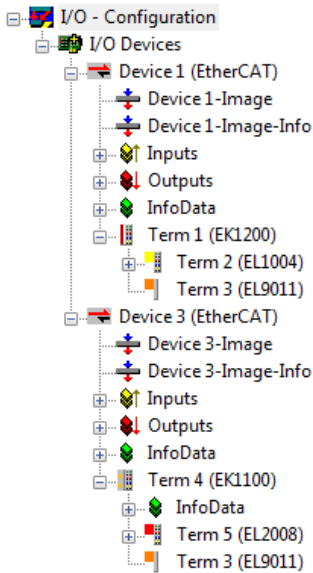 I/O - Configuration
I/O Devices
Device 1 (EtherCAT)
Device 1-Image
Device 1-Image-Info
Inputs
Outputs
InfoData
Term 1 (EK1200)
Term 2 (EL1004)
Term 3 (EL9011)
Device 3 (EtherCAT)
Device 3-Image
Device 3-Image-Info
Inputs
Outputs
InfoData
Term 4 (EK1100)
InfoData
Term 5 (EL2008)
Term 3 (EL9011)